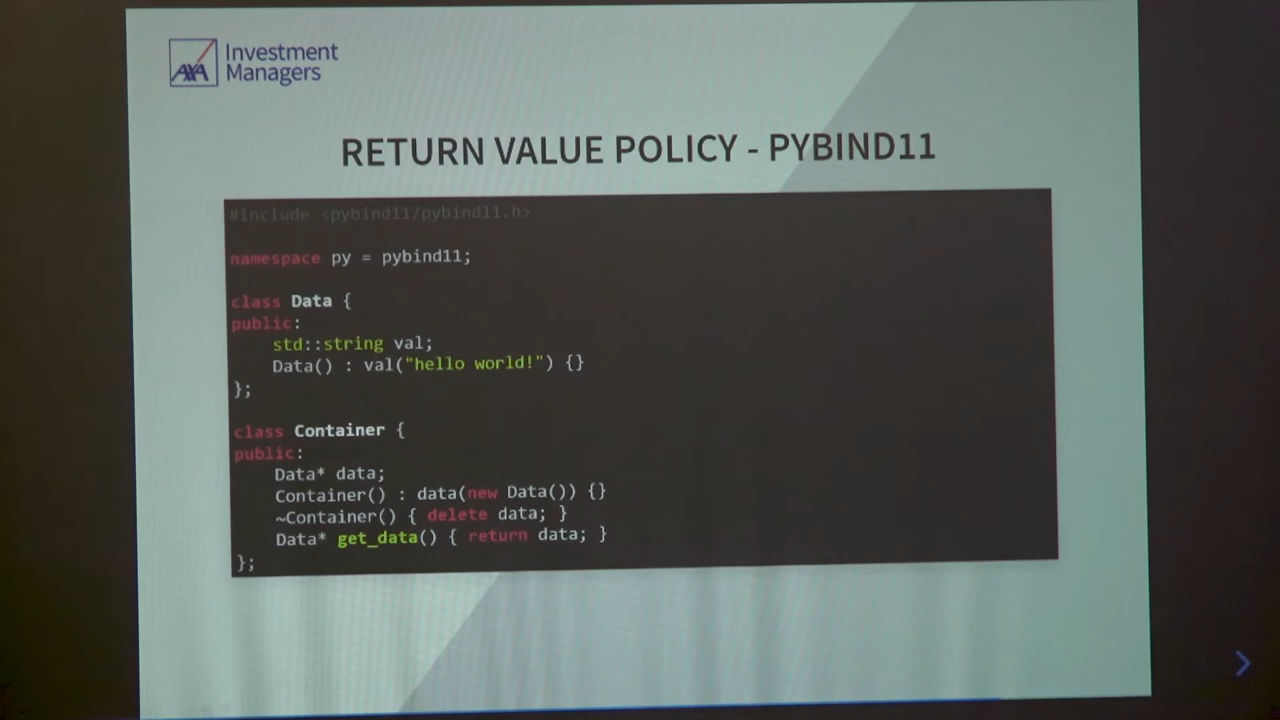 AXA
Investment
Managers
RETURN VALUE POLICY - PYBIND11
#include <pybind11/pybind11.h>
namespace py = pybind11;
class Data {
public:
    std::string val;
    Data() : val("hello world!") {}
};
class Container {
public:
    Data* data;
    Container() : data(new Data()) {}
    ~Container() { delete data; }
    Data* get_data() { return data; }
};